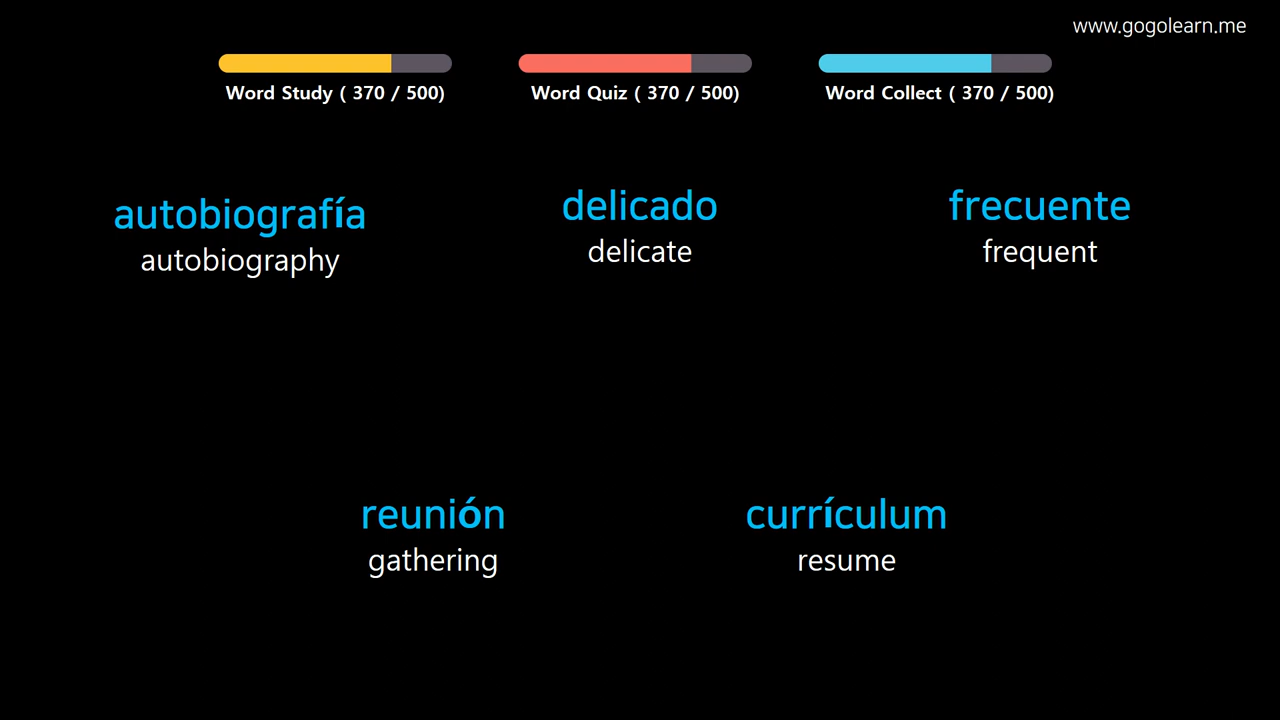 www.gogolearn.me
Word Study ( 370 / 500)
Word Quiz ( 370 / 500)
Word Collect ( 370 / 500)
autobiografía
autobiography
delicado
delicate
frecuente
frequent
reunión
gathering
currículum
resume